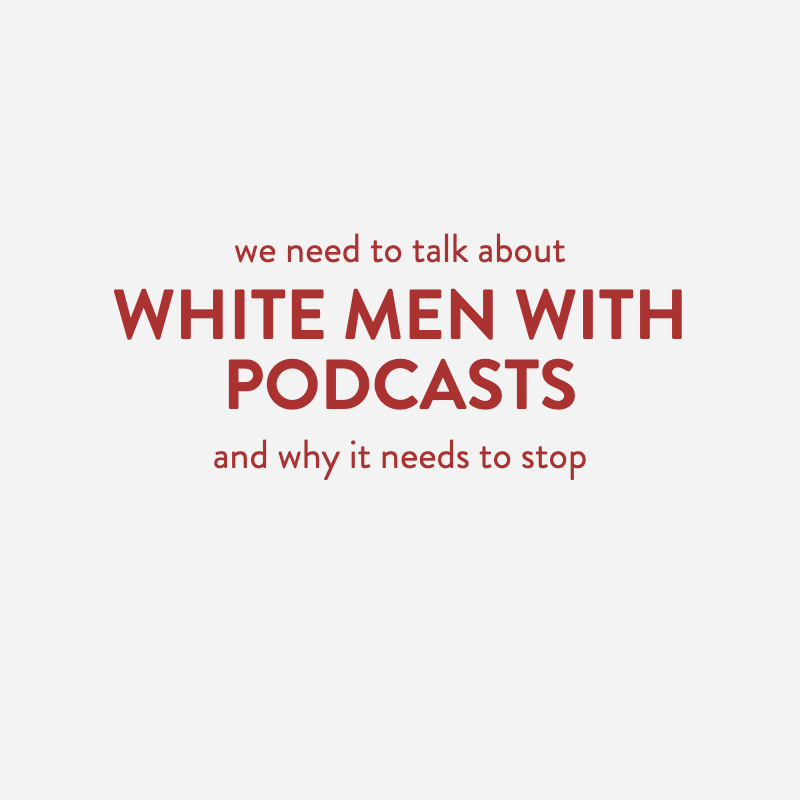 we need to talk about
WHITE MEN WITH
PODCASTS
and why it needs to stop